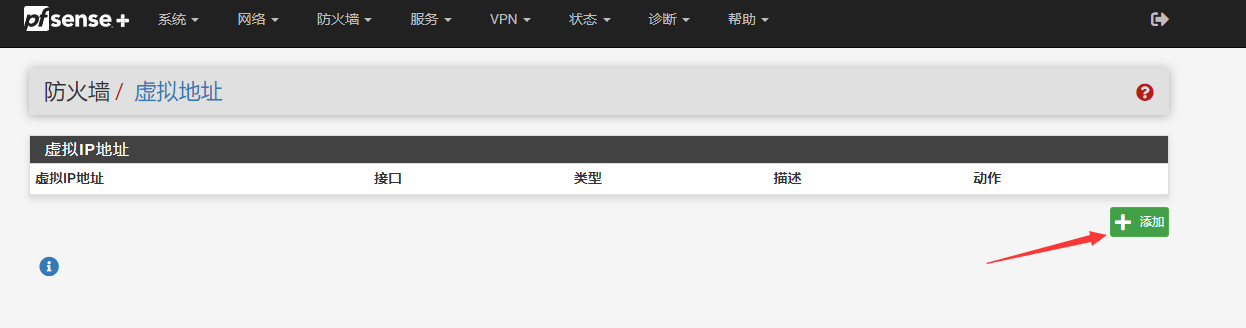 pfsense+ 系统 网络 防火墙 服务 VPN 状态 诊断 帮助
防火墙 / 虚拟地址
虚拟IP地址
虚拟IP地址 接口 类型 描述 动作
添加